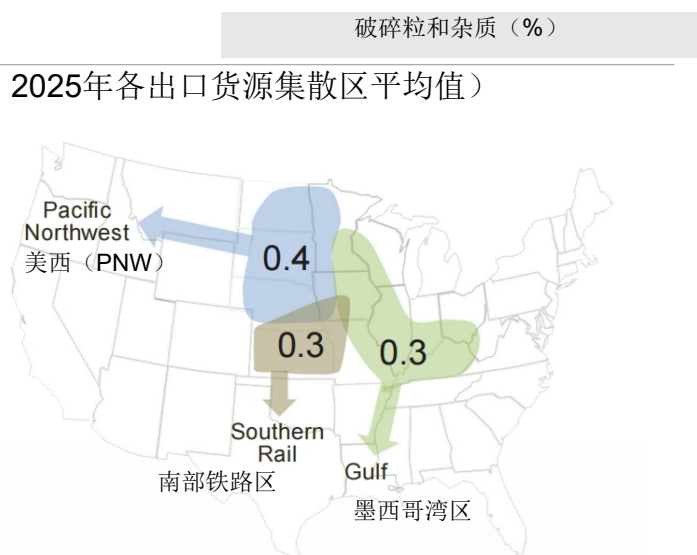 破碎粒和杂质（%）
2025年各出口货源集散区平均值）
Pacific
Northwest
美西（PNW）
0.4
0.3
0.3
Southern
Rail
南部铁路区
Gulf
墨西哥湾区